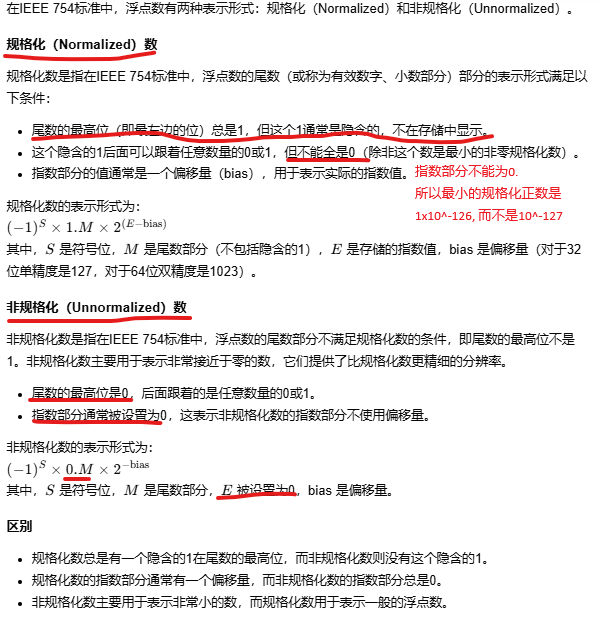 在IEEE 754标准中，浮点数有两种表示形式：规格化（Normalized）和非规格化（Unnormalized）。
规格化（Normalized）数
规格化数是指在IEEE 754标准中，浮点数的尾数（或称为有效数字、小数部分）部分的表示形式满足以
下条件：
• 尾数的最高位（即最左边的位）总是1，但这个1通常是隐含的，不在存储中显示。
• 这个隐含的1后面可以跟着任意数量的0或1，但不能全是0（除非这个数是最小的非零规格化数）。
• 指数部分的值通常是一个偏移量（bias），用于表示实际的指数值。
指数部分不能为0.
所以最小的规格化正数是
1x10^-126, 而不是10^-127
规格化数的表示形式为：
(−1)^S × 1.M × 2^(E−bias)
其中，S 是符号位，M 是尾数部分（不包括隐含的1），E 是存储的指数值，bias 是偏移量（对于32
位单精度是127，对于64位双精度是1023）。
非规格化（Unnormalized）数
非规格化数是指在IEEE 754标准中，浮点数的尾数部分不满足规格化数的条件，即尾数的最高位不是
1。非规格化数主要用于表示非常接近于零的数，它们提供了比规格化数更精细的分辨率。
• 尾数的最高位是0，后面跟着的是任意数量的0或1。
• 指数部分通常被设置为0，这表示非规格化数的指数部分不使用偏移量。
非规格化数的表示形式为：
(−1)^S × 0.M × 2^−bias
其中，S 是符号位，M 是尾数部分，E 被设置为0，bias 是偏移量。
区别
• 规格化数总是有一个隐含的1在尾数的最高位，而非规格化数则没有这个隐含的1。
• 规格化数的指数部分通常有一个偏移量，而非规格化数的指数部分总是0。
• 非规格化数主要用于表示非常小的数，而规格化数用于表示一般的浮点数。